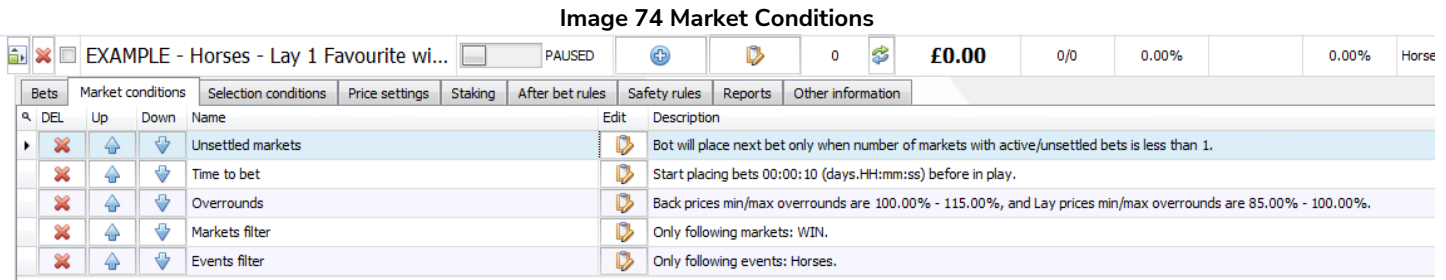 Image 74 Market Conditions
EXAMPLE - Horses - Lay 1 Favourite wi... PAUSED 0 £0.00 0/0 0.00% 0.00% Horse
Bets Market conditions Selection conditions Price settings Staking After bet rules Safety rules Reports Other information
DEL Up Down Name Edit Description
Unsettled markets Bot will place next bet only when number of markets with active/unsettled bets is less than 1.
Time to bet Start placing bets 00:00:10 (days.HH:mm:ss) before in play.
Overrounds Back prices min/max overrounds are 100.00% - 115.00%, and Lay prices min/max overrounds are 85.00% - 100.00%.
Markets filter Only following markets: WIN.
Events filter Only following events: Horses.